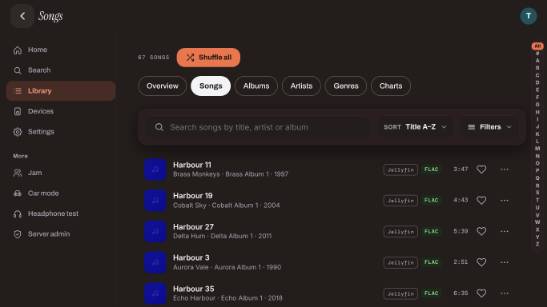 Songs
T
Home
Search
Library
Devices
Settings
More
Jam
Car mode
Headphone test
Server admin
67 SONGS
Shuffle all
Overview
Songs
Albums
Artists
Genres
Charts
Search songs by title, artist or album
SORT Title A-Z
Filters
Harbour 11
Brass Monkeys · Brass Album 1 · 1997
Jellyfin FLAC 3:47
Harbour 19
Cobalt Sky · Cobalt Album 1 · 2004
Jellyfin FLAC 4:43
Harbour 27
Delta Hum · Delta Album 1 · 2011
Jellyfin FLAC 5:39
Harbour 3
Aurora Vale · Aurora Album 1 · 1990
Jellyfin FLAC 2:51
Harbour 35
Echo Harbour · Echo Album 1 · 2018
Jellyfin FLAC 6:35
All
#
A
B
C
D
E
F
G
H
I
J
K
L
M
N
O
P
Q
R
S
T
U
V
W
X
Y
Z